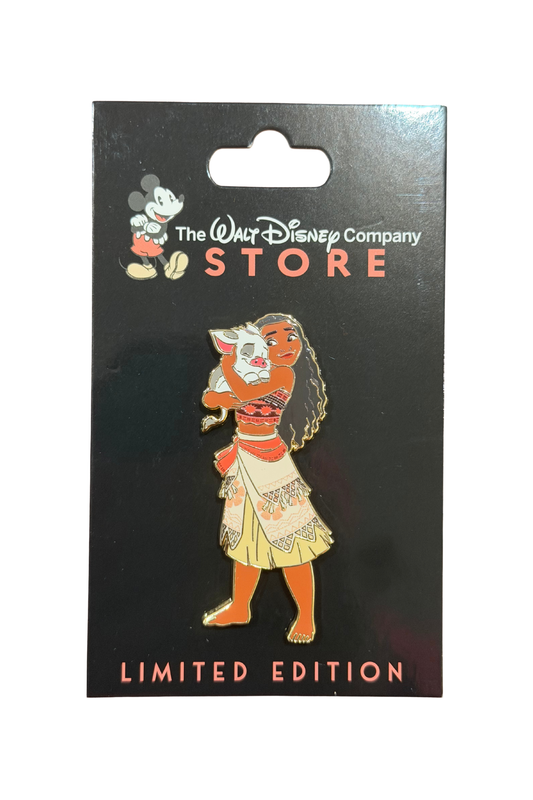 The Walt Disney Company
STORE
LIMITED EDITION